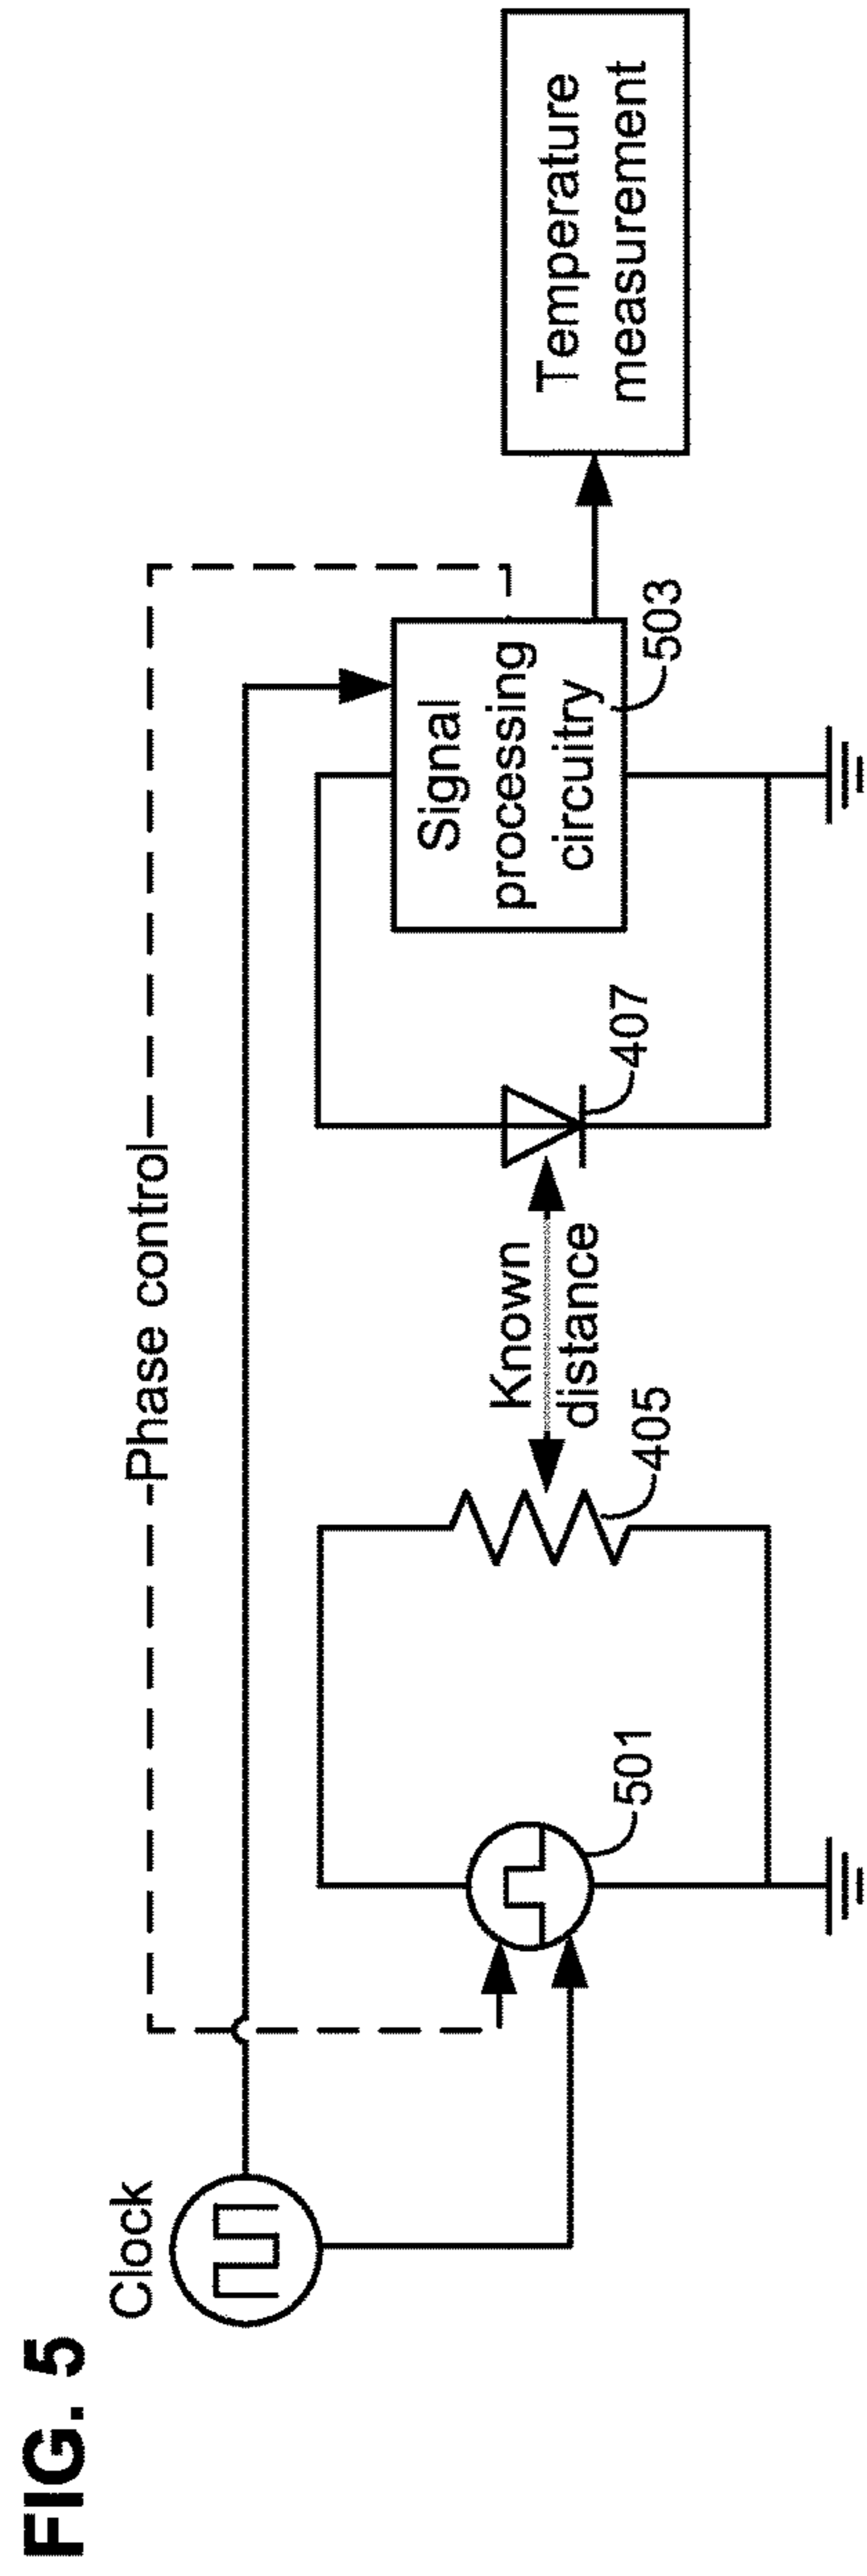 FIG. 5
Clock
Phase control
501
405
Known
distance
407
Signal
processing
circuitry
503
Temperature
measurement